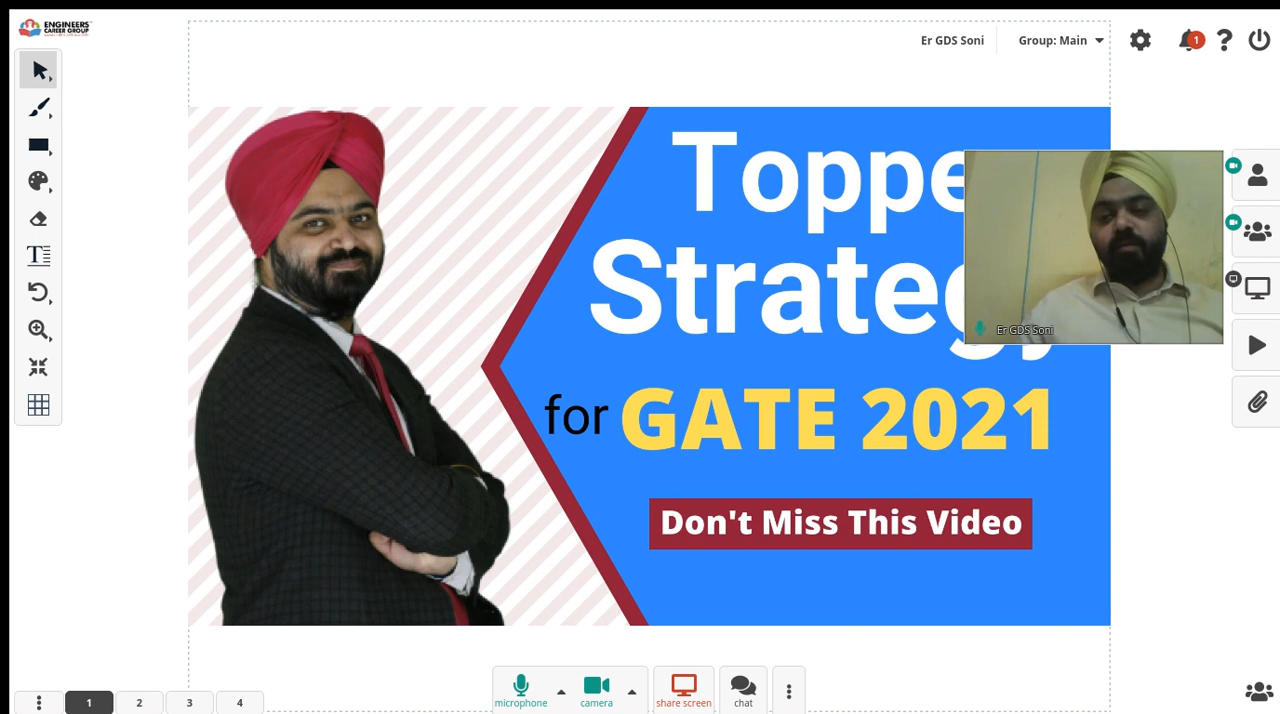 ENGINEERS
CAREER GROUP
Er GDS Soni
Group: Main
1
Toppe
Strategy
for GATE 2021
Don't Miss This Video
Er GDS Soni
1
2
3
4
microphone
camera
share screen
chat